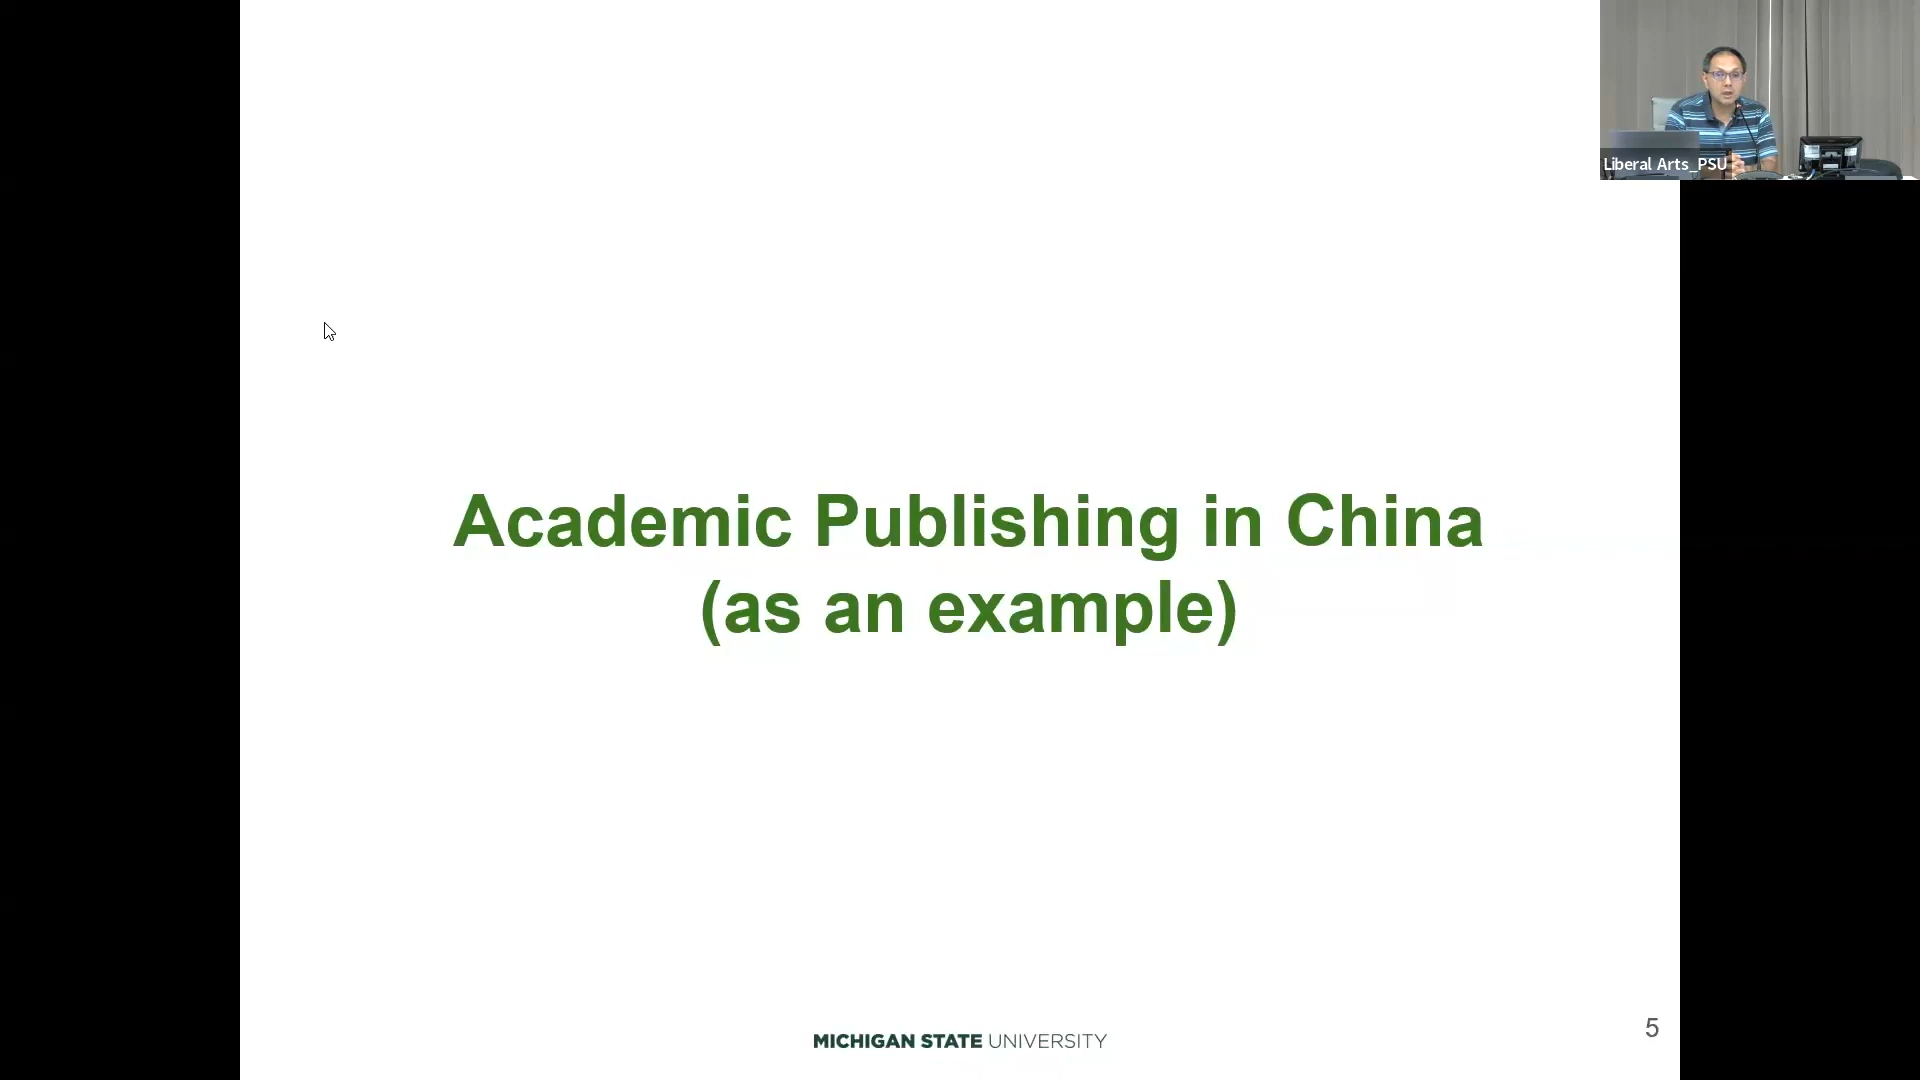 Liberal Arts_PSU
Academic Publishing in China
(as an example)
MICHIGAN STATE UNIVERSITY
5